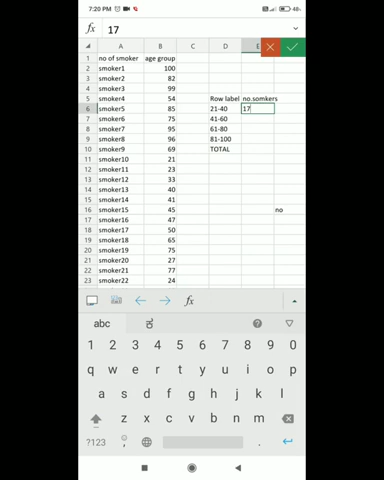 7:20 PM
48
fx 17
A B C D E
1 no of smoker age group
2 smoker1 100
3 smoker2 82
4 smoker3 99
5 smoker4 54 Row label no.somkers
6 smoker5 85 21-40 17
7 smoker6 75 41-60
8 smoker7 95 61-80
9 smoker8 96 81-100
10 smoker9 69 TOTAL
11 smoker10 21
12 smoker11 23
13 smoker12 33
14 smoker13 40
15 smoker14 41
16 smoker15 45 no
17 smoker16 47
18 smoker17 50
19 smoker18 65
20 smoker19 75
21 smoker20 27
22 smoker21 77
23 smoker22 24
fx
abc ಕ
1 2 3 4 5 6 7 8 9 0
q w e r t y u i o p
a s d f g h j k l
z x c v b n m
?123 , .